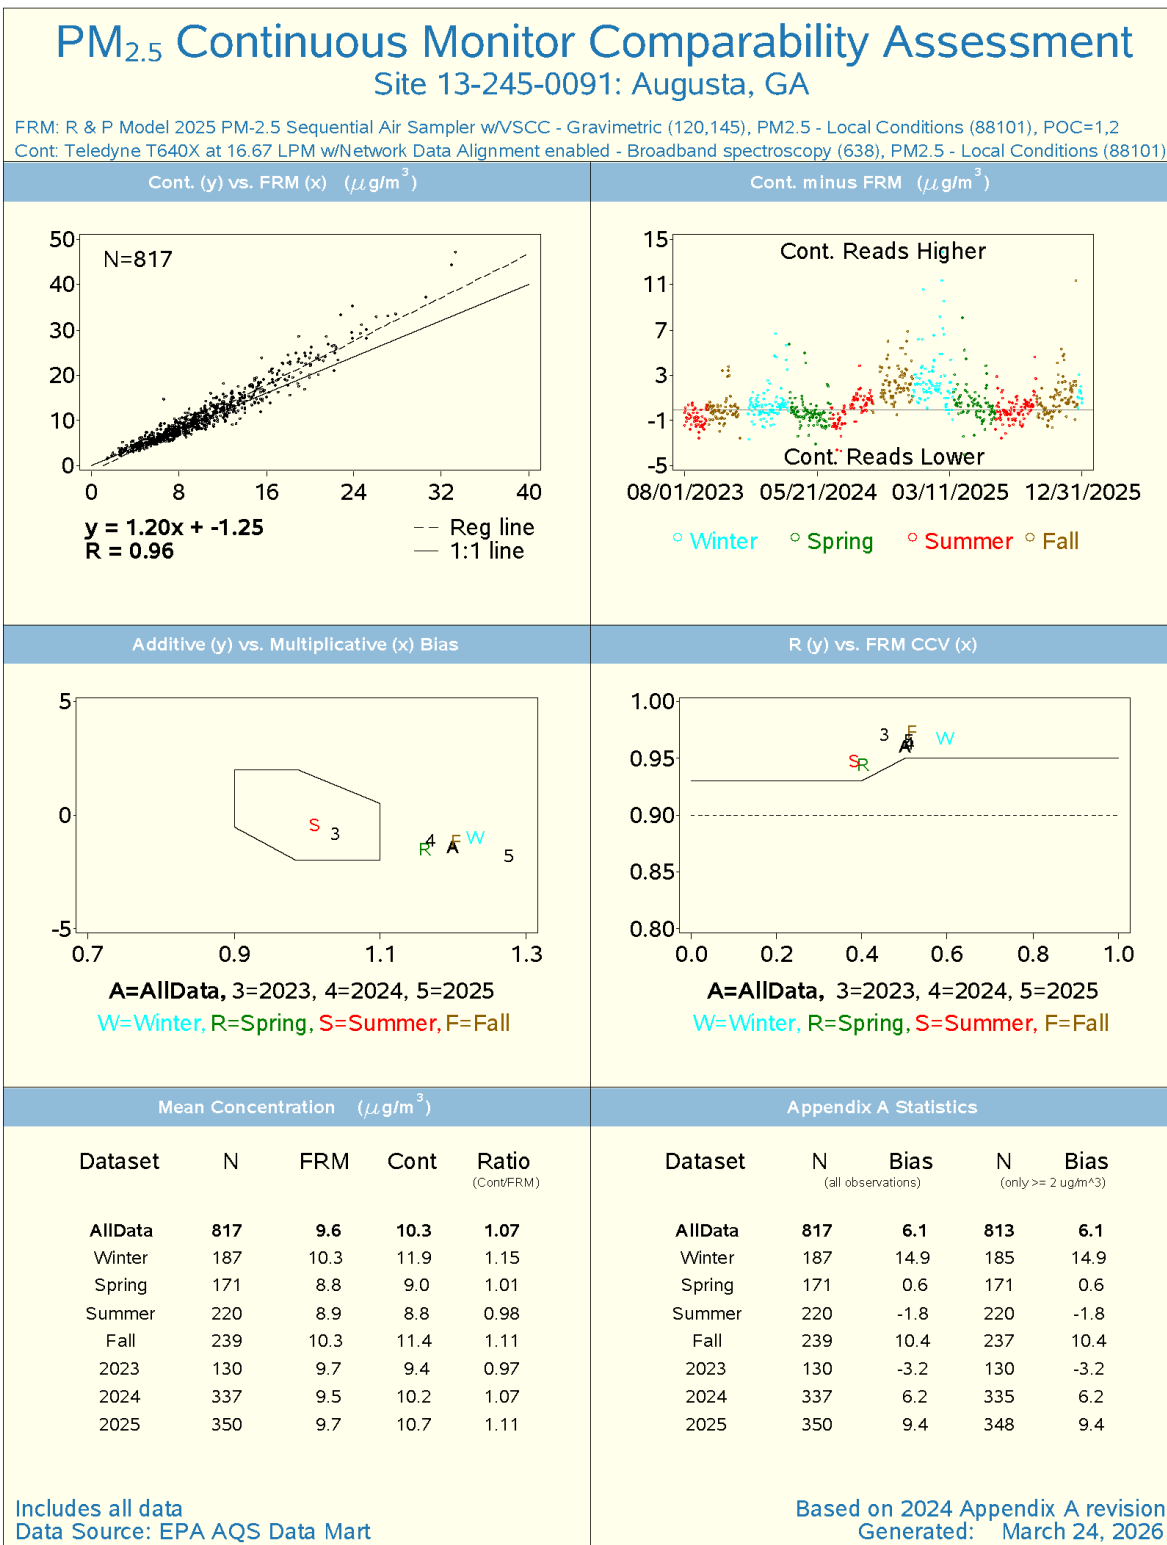 PM2.5 Continuous Monitor Comparability Assessment
Site 13-245-0091: Augusta, GA
FRM: R & P Model 2025 PM-2.5 Sequential Air Sampler w/VSCC - Gravimetric (120,145), PM2.5 - Local Conditions (88101), POC=1,2
Cont: Teledyne T640X at 16.67 LPM w/Network Data Alignment enabled - Broadband spectroscopy (638), PM2.5 - Local Conditions (88101)
Cont. (y) vs. FRM (x) (μg/m3)
50
40
30
20
10
0
N=817
0 8 16 24 32 40
y = 1.20x + -1.25
R = 0.96
Reg line
1:1 line
Cont. minus FRM (μg/m3)
15
11
7
3
-1
-5
Cont. Reads Higher
Cont. Reads Lower
08/01/2023 05/21/2024 03/11/2025 12/31/2025
Winter Spring Summer Fall
Additive (y) vs. Multiplicative (x) Bias
5
0
-5
S 3 R 4 A F W 5
0.7 0.9 1.1 1.3
A=AllData, 3=2023, 4=2024, 5=2025
W=Winter, R=Spring, S=Summer, F=Fall
R (y) vs. FRM CCV (x)
1.00
0.95
0.90
0.85
0.80
S R 3 A F W
0.0 0.2 0.4 0.6 0.8 1.0
A=AllData, 3=2023, 4=2024, 5=2025
W=Winter, R=Spring, S=Summer, F=Fall
Mean Concentration (μg/m3)
Dataset N FRM Cont Ratio
(Cont/FRM)
AllData 817 9.6 10.3 1.07
Winter 187 10.3 11.9 1.15
Spring 171 8.8 9.0 1.01
Summer 220 8.9 8.8 0.98
Fall 239 10.3 11.4 1.11
2023 130 9.7 9.4 0.97
2024 337 9.5 10.2 1.07
2025 350 9.7 10.7 1.11
Appendix A Statistics
Dataset N Bias N Bias
(all observations) (only >= 2 ug/m^3)
AllData 817 6.1 813 6.1
Winter 187 14.9 185 14.9
Spring 171 0.6 171 0.6
Summer 220 -1.8 220 -1.8
Fall 239 10.4 237 10.4
2023 130 -3.2 130 -3.2
2024 337 6.2 335 6.2
2025 350 9.4 348 9.4
Includes all data
Data Source: EPA AQS Data Mart
Based on 2024 Appendix A revision
Generated: March 24, 2026